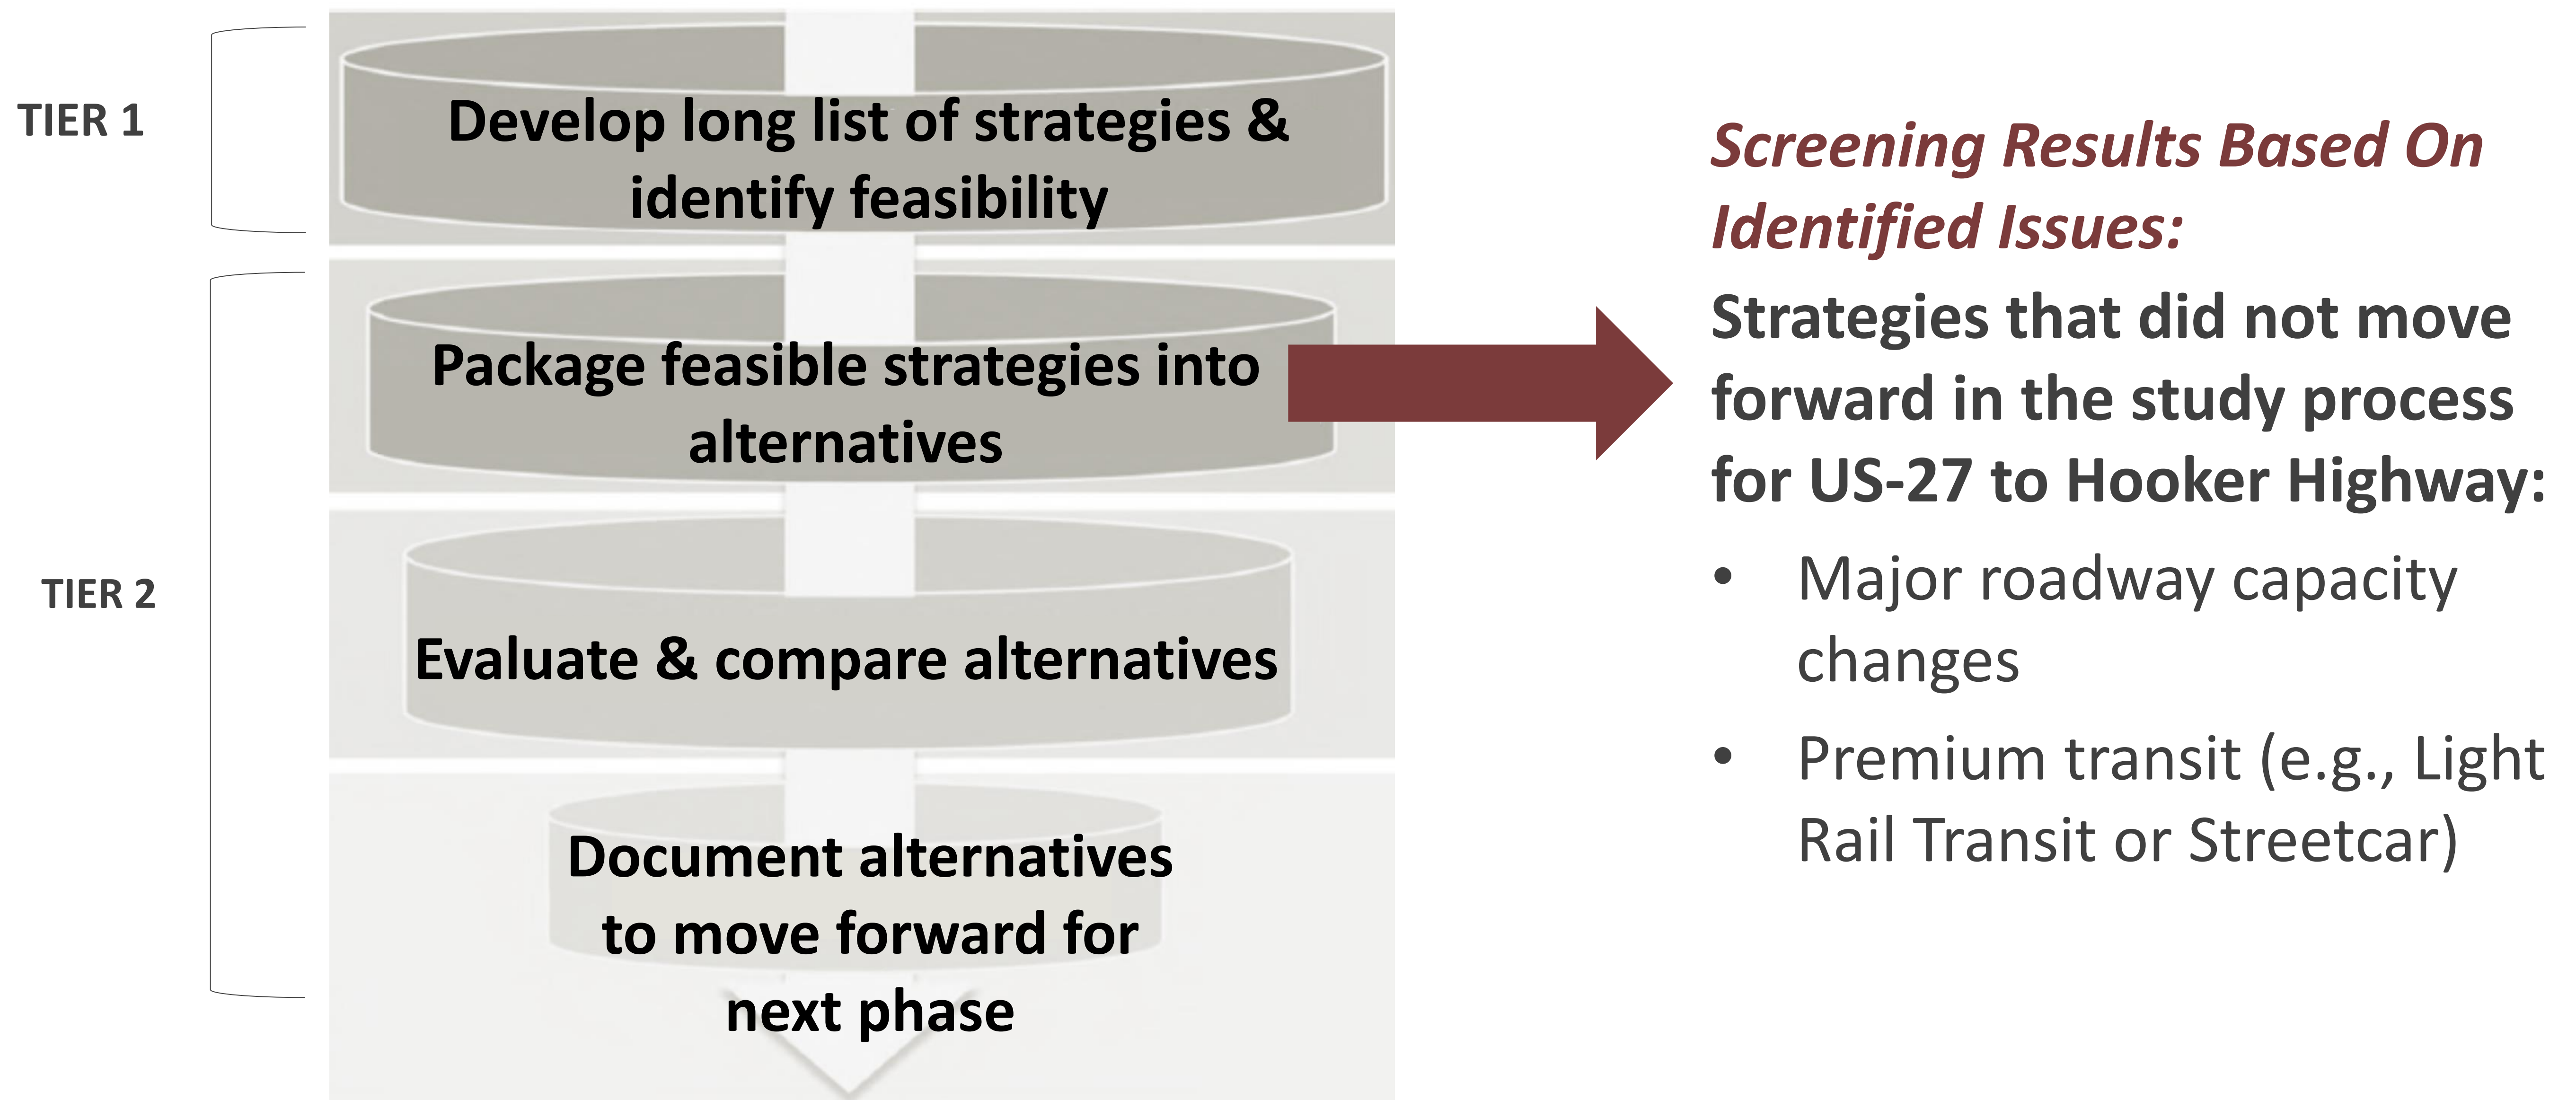 TIER 1
Develop long list of strategies &
identify feasibility
TIER 2
Package feasible strategies into
alternatives
Evaluate & compare alternatives
Document alternatives
to move forward for
next phase
Screening Results Based On
Identified Issues:
Strategies that did not move
forward in the study process
for US-27 to Hooker Highway:
• Major roadway capacity
changes
• Premium transit (e.g., Light
Rail Transit or Streetcar)